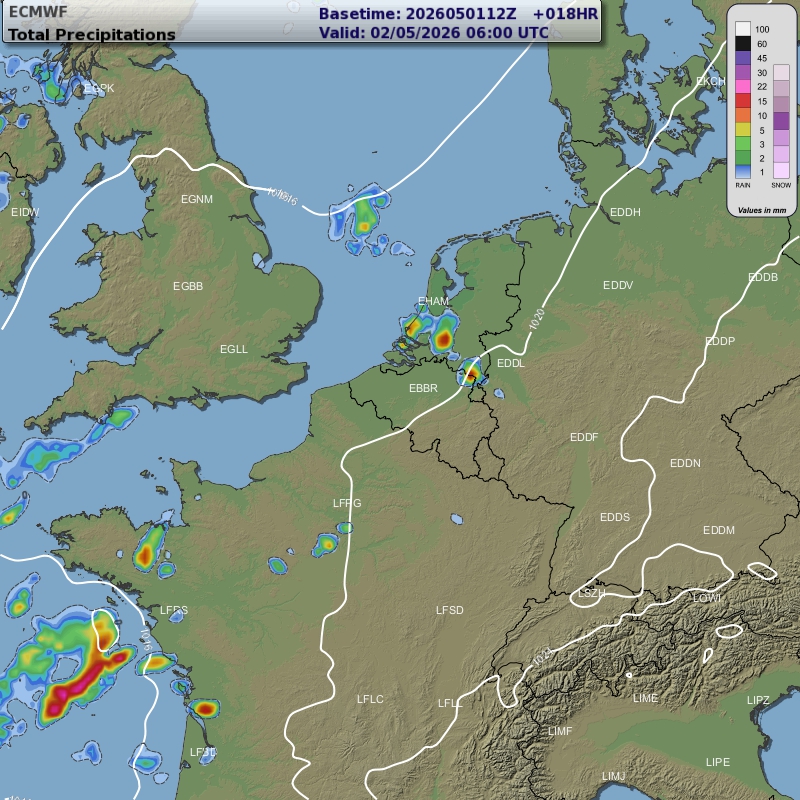 ECMWF
Basetime: 2026050112Z +018HR
Total Precipitations
Valid: 02/05/2026 06:00 UTC
100
60
45
30
22
15
10
5
3
2
1
RAIN SNOW
Values in mm
EGPK
EKCH
EIDW
EGNM
EDDH
EGBB
EDDV
EDDB
EHAM
EGLL
EDDP
EDDL
EBBR
EDDF
EDDN
LFPG
EDDS
EDDM
LSZH
LOWI
LFRS
LFSD
LFLC
LFLL
LIME
LIPZ
LIMF
LFBD
LIPE
LIMJ
1016
1020
1016